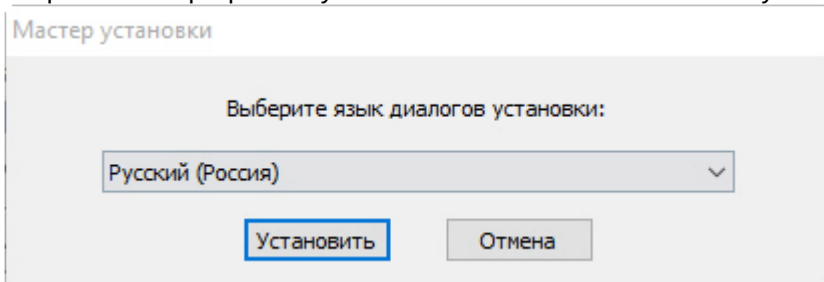 Мастер установки
Выберите язык диалогов установки:
Русский (Россия)
Установить Отмена